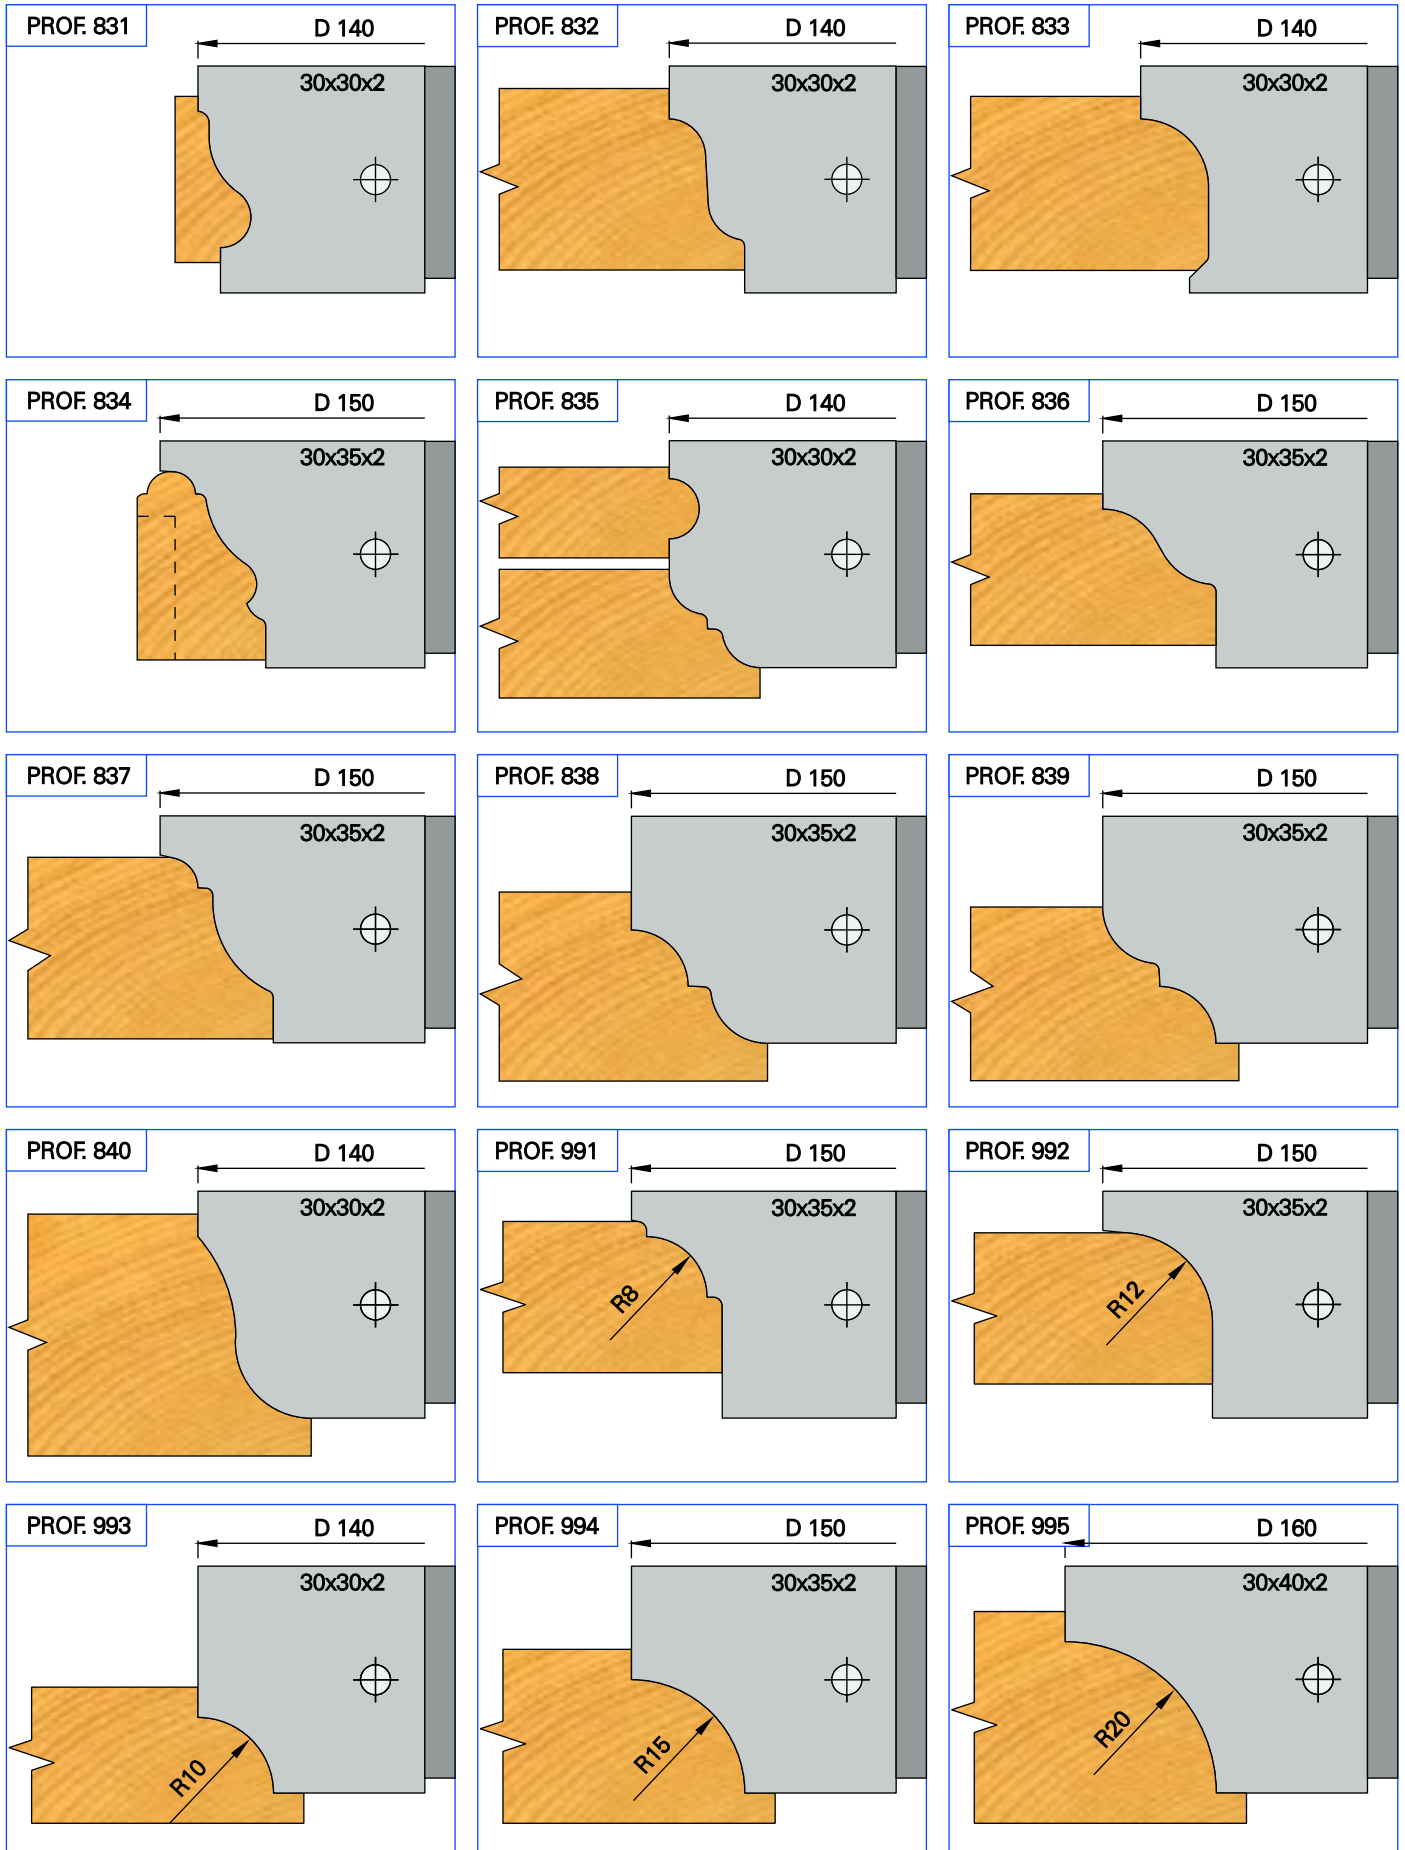 PROF. 831
D 140
30x30x2
PROF. 832
D 140
30x30x2
PROF. 833
D 140
30x30x2
PROF. 834
D 150
30x35x2
PROF. 835
D 140
30x30x2
PROF. 836
D 150
30x35x2
PROF. 837
D 150
30x35x2
PROF. 838
D 150
30x35x2
PROF. 839
D 150
30x35x2
PROF. 840
D 140
30x30x2
PROF. 991
D 150
30x35x2
R8
PROF. 992
D 150
30x35x2
R12
PROF. 993
D 140
30x30x2
R10
PROF. 994
D 150
30x35x2
R15
PROF. 995
D 160
30x40x2
R20